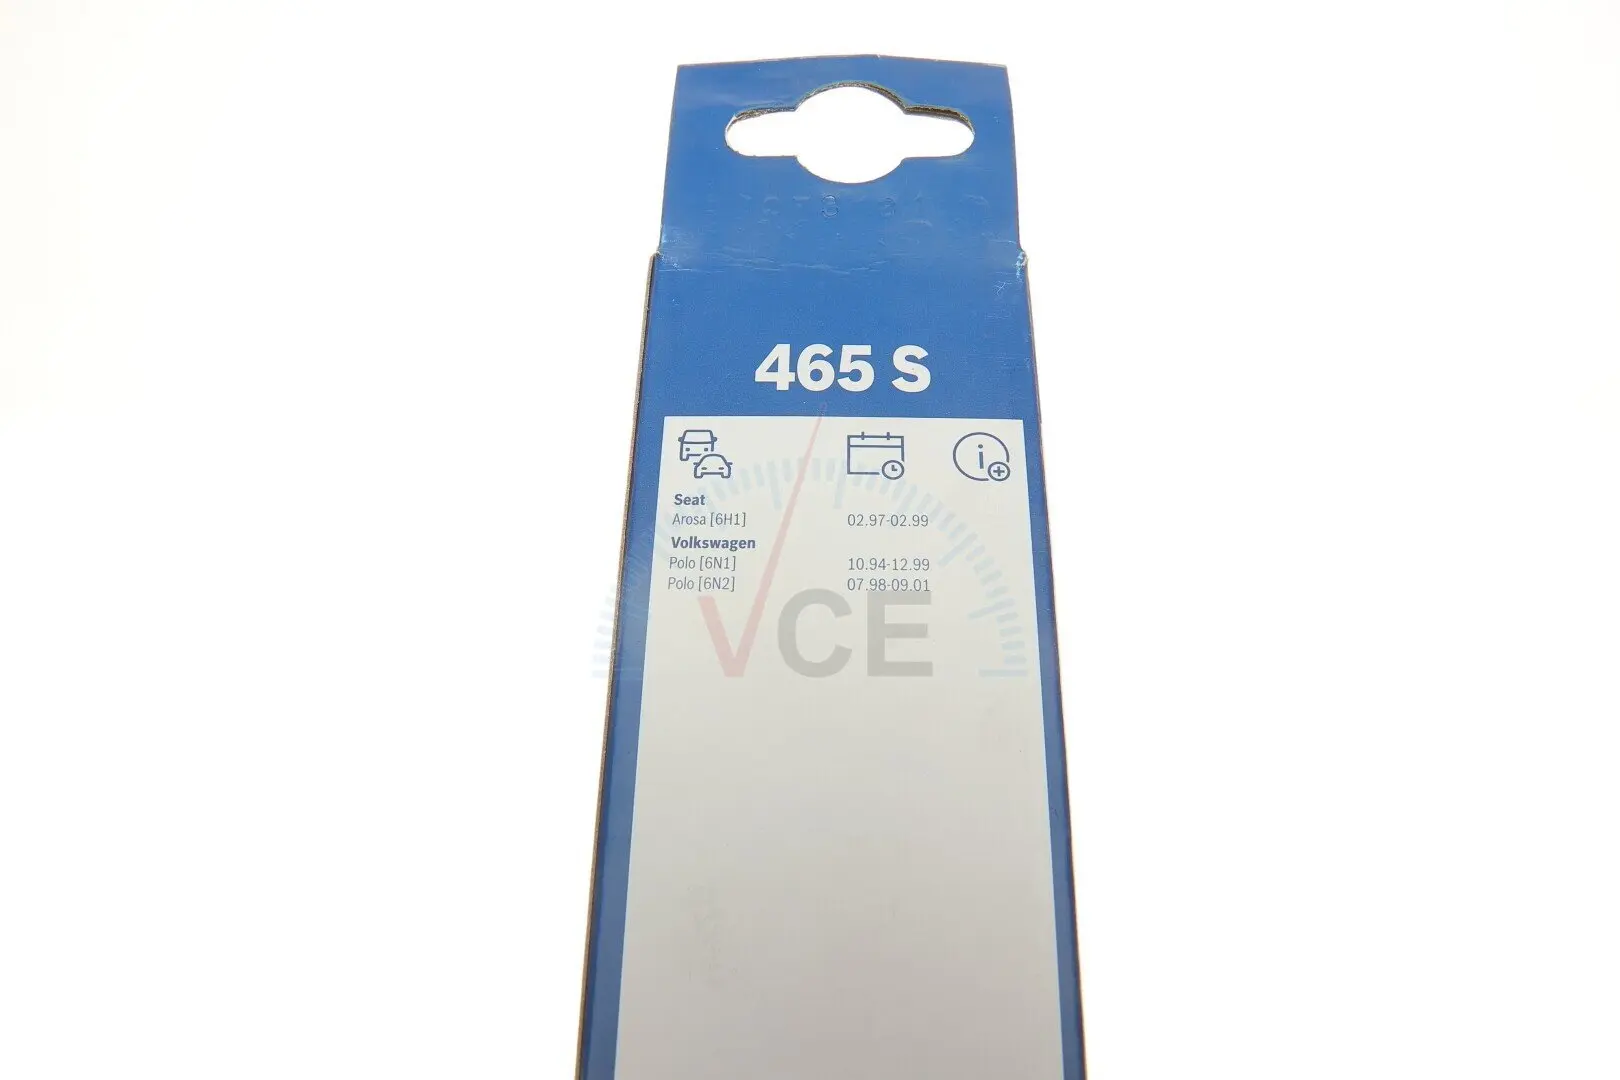 465 S
Seat
Arosa [6H1] 02.97-02.99
Volkswagen
Polo [6N1] 10.94-12.99
Polo [6N2] 07.98-09.01
VCE